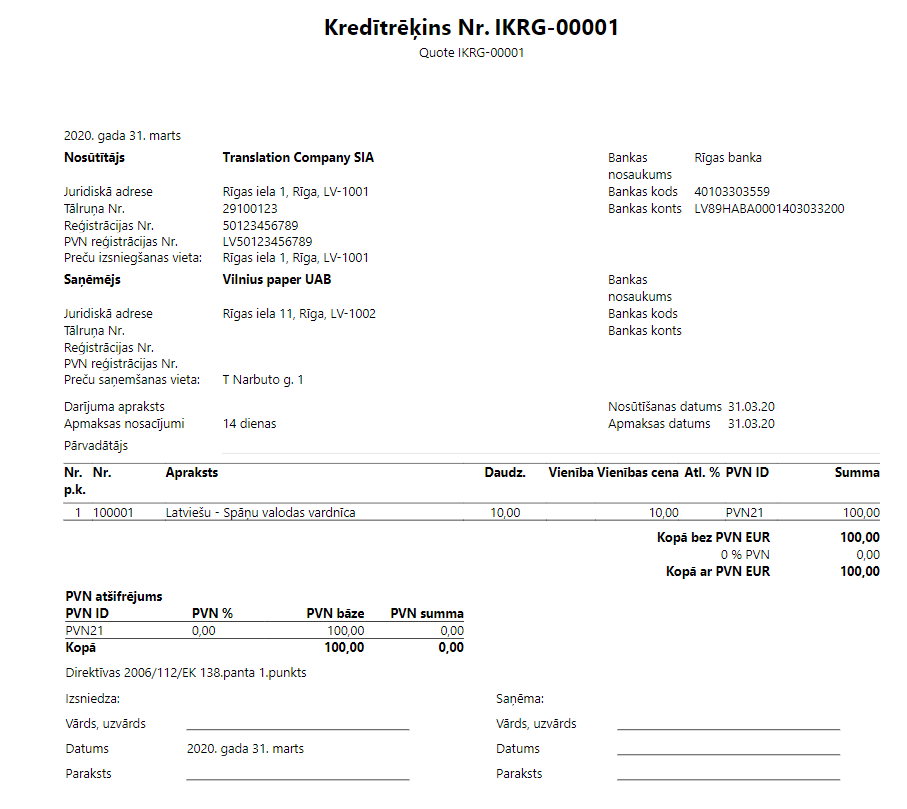 Kredītrēķins Nr. IKRG-00001
Quote IKRG-00001
2020. gada 31. marts
Nosūtītājs Translation Company SIA Bankas nosaukums Rīgas banka
Juridiskā adrese Rīgas iela 1, Rīga, LV-1001 Bankas kods 40103303559
Tālruņa Nr. 29100123 Bankas konts LV89HABA0001403033200
Reģistrācijas Nr. 50123456789
PVN reģistrācijas Nr. LV50123456789
Preču izsniegšanas vieta: Rīgas iela 1, Rīga, LV-1001
Saņēmējs Vilnius paper UAB Bankas nosaukums
Juridiskā adrese Rīgas iela 11, Rīga, LV-1002 Bankas kods
Tālruņa Nr. Bankas konts
Reģistrācijas Nr.
PVN reģistrācijas Nr.
Preču saņemšanas vieta: T Narbuto g. 1
Darījuma apraksts Nosūtīšanas datums 31.03.20
Apmaksas nosacījumi 14 dienas Apmaksas datums 31.03.20
Pārvadātājs
Nr. p.k. Nr. Apraksts Daudz. Vienība Vienības cena Atl. % PVN ID Summa
1 100001 Latviešu - Spāņu valodas vardnīca 10,00 10,00 PVN21 100,00
Kopā bez PVN EUR 100,00
0 % PVN 0,00
Kopā ar PVN EUR 100,00
PVN atšifrējums
PVN ID PVN % PVN bāze PVN summa
PVN21 0,00 100,00 0,00
Kopā 100,00 0,00
Direktīvas 2006/112/EK 138.panta 1.punkts
Izsniedza: Saņēma:
Vārds, uzvārds Vārds, uzvārds
Datums 2020. gada 31. marts Datums
Paraksts Paraksts